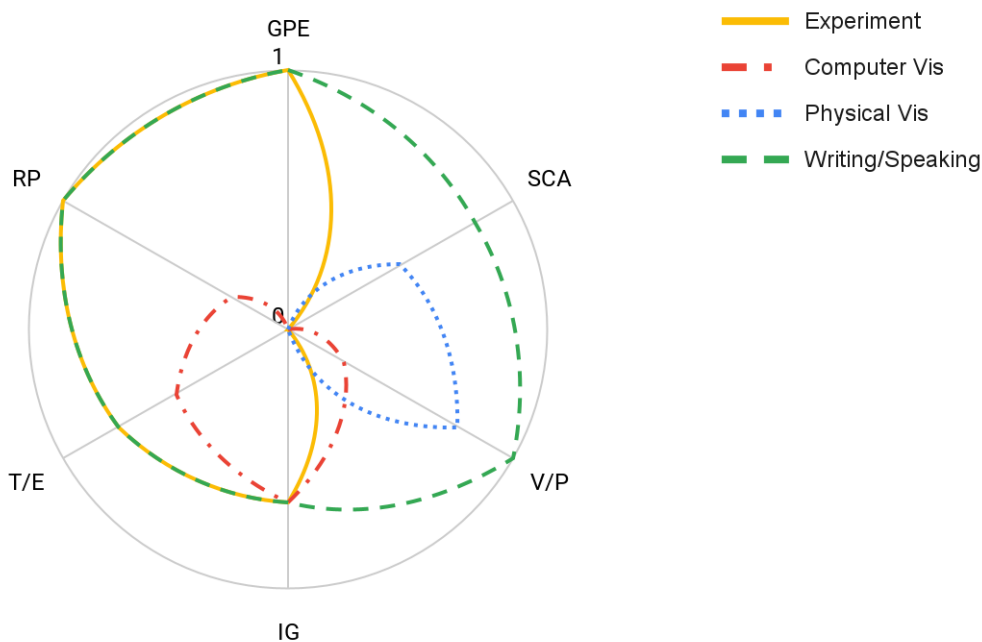 GPE
1
RP
SCA
0
T/E
V/P
IG
Experiment
Computer Vis
Physical Vis
Writing/Speaking